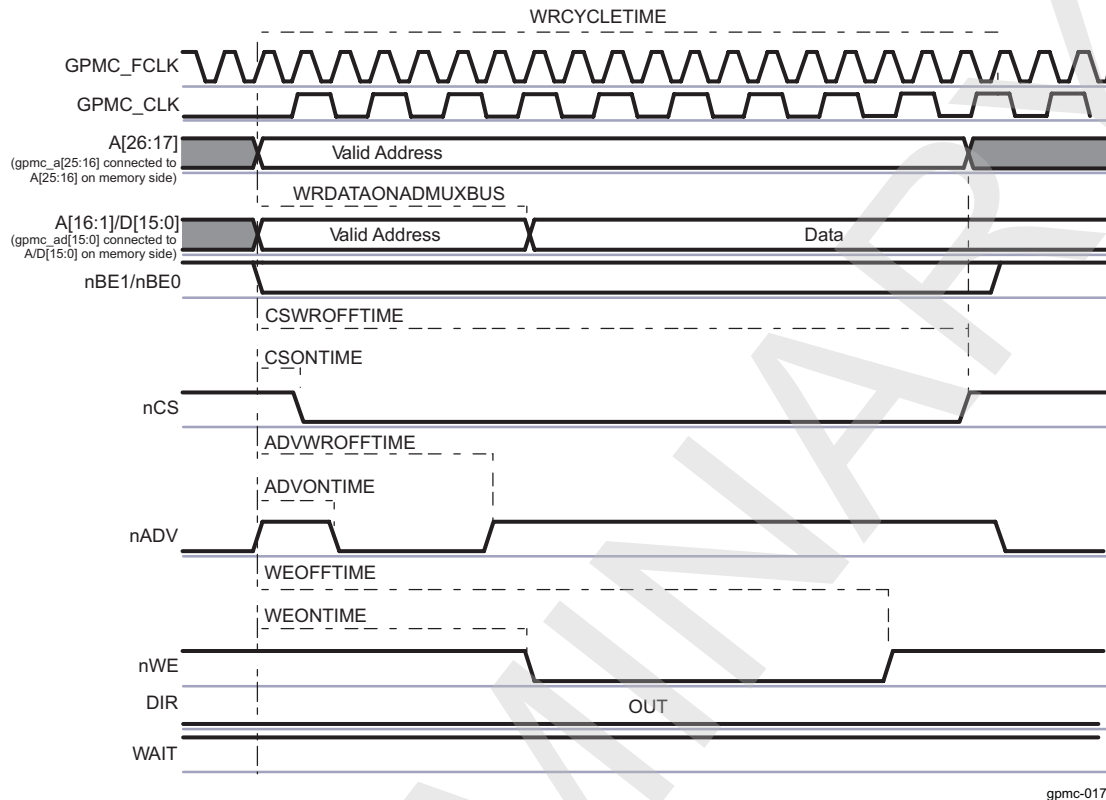 WRCYCLETIME
GPMC_FCLK
GPMC_CLK
A[26:17]
(gpmc_a[25:16] connected to
A[25:16] on memory side)
Valid Address
WRDATAONADMUXBUS
A[16:1]/D[15:0]
(gpmc_ad[15:0] connected to
A/D[15:0] on memory side)
Valid Address
Data
nBE1/nBE0
CSWROFFTIME
CSONTIME
nCS
ADVWROFFTIME
ADVONTIME
nADV
WEOFFTIME
WEONTIME
nWE
DIR
OUT
WAIT
gpmc-017
MINARY